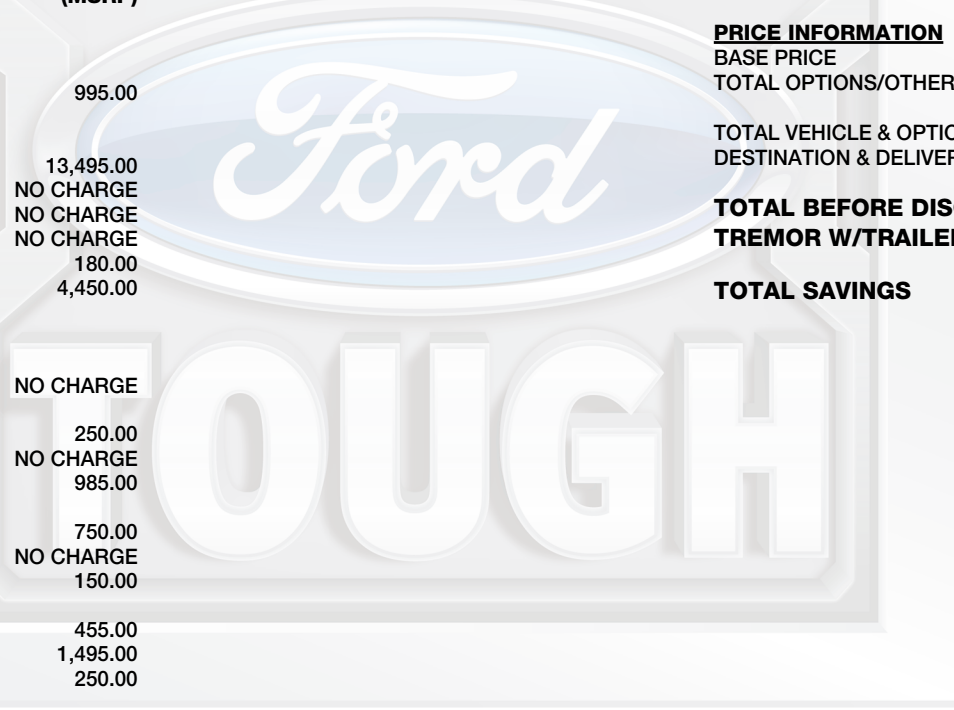 (MSRP)
995.00
13,495.00
NO CHARGE
NO CHARGE
NO CHARGE
180.00
4,450.00
NO CHARGE
250.00
NO CHARGE
985.00
750.00
NO CHARGE
150.00
455.00
1,495.00
250.00
PRICE INFORMATION
BASE PRICE
TOTAL OPTIONS/OTHER
TOTAL VEHICLE & OPTIO
DESTINATION & DELIVER
TOTAL BEFORE DIS
TREMOR W/TRAILE
TOTAL SAVINGS
Ford
TOUGH